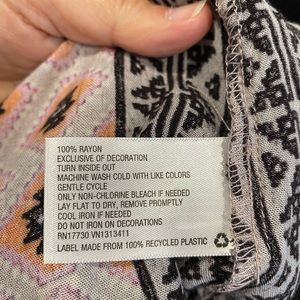 100% RAYON
EXCLUSIVE OF DECORATION
TURN INSIDE OUT
MACHINE WASH COLD WITH LIKE COLORS
GENTLE CYCLE
ONLY NON-CHLORINE BLEACH IF NEEDED
LAY FLAT TO DRY, REMOVE PROMPTLY
COOL IRON IF NEEDED
DO NOT IRON ON DECORATIONS
RN17730 VN1313411
LABEL MADE FROM 100% RECYCLED PLASTIC